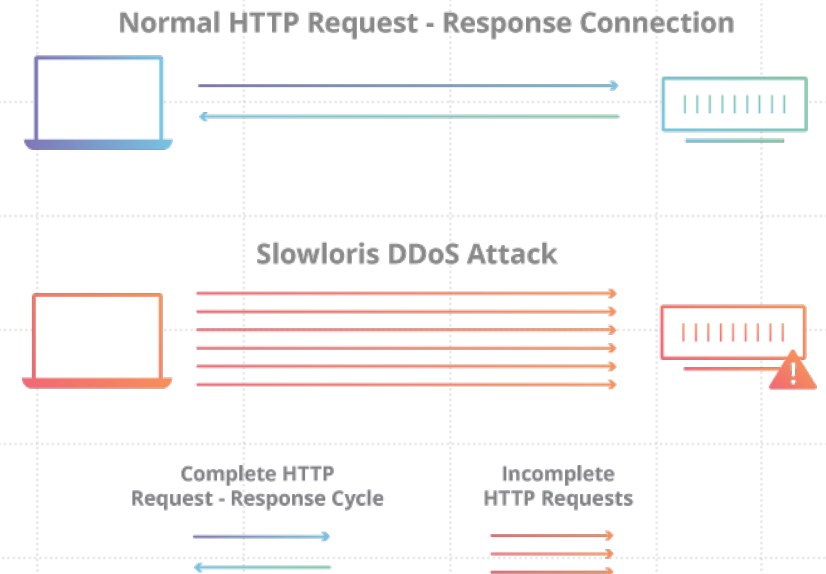 Normal HTTP Request - Response Connection
Slowloris DDoS Attack
Complete HTTP
Request - Response Cycle
Incomplete
HTTP Requests
!